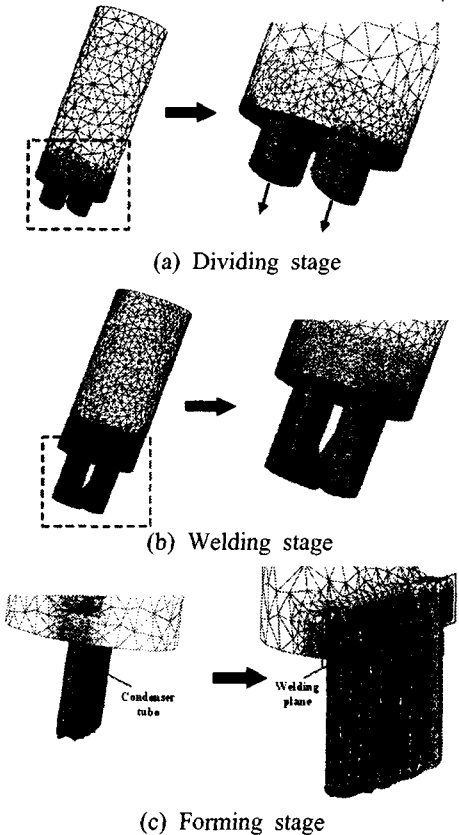 (a) Dividing stage
(b) Welding stage
Condenser
tube
Welding
plane
(c) Forming stage